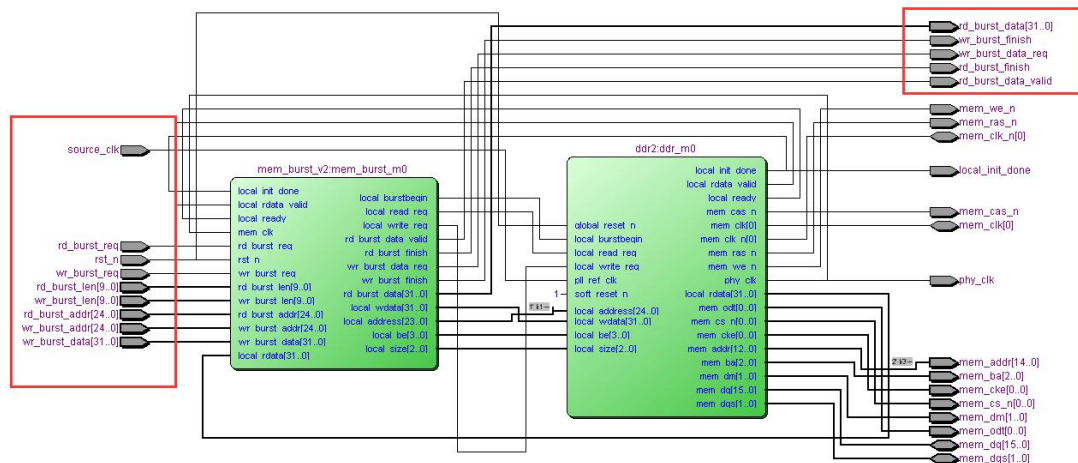 source_clk
rd_burst_req
rst_n
wr_burst_req
rd_burst_len[9..0]
wr_burst_len[9..0]
rd_burst_addr[24..0]
wr_burst_addr[24..0]
wr_burst_data[31..0]
mem_burst_v2:mem_burst_m0
local init done
local rdata valid
local ready
mem clk
rd burst req
rst n
wr burst req
rd burst len[9..0]
wr burst len[9..0]
rd burst addr[24..0]
wr burst addr[24..0]
wr burst data[31..0]
local rdata[31..0]
local burstbegin
local read req
local write req
rd burst data valid
rd burst finish
wr burst data req
wr burst finish
rd burst data[31..0]
local wdata[31..0]
local address[23..0]
local be[3..0]
local size[2..0]
1
ddr2:ddr_m0
global reset n
local burstbegin
local read req
local write req
pll ref clk
soft reset n
local address[24..0]
local wdata[31..0]
local be[3..0]
local size[2..0]
local init done
local rdata valid
local ready
mem cas n
mem clk[0]
mem clk n[0]
mem ras n
mem we n
phy clk
local rdata[31..0]
mem odt[0..0]
mem cs n[0..0]
mem cke[0..0]
mem addr[12..0]
mem ba[2..0]
mem dm[1..0]
mem dq[15..0]
mem dqs[1..0]
rd_burst_data[31..0]
wr_burst_finish
wr_burst_data_req
rd_burst_finish
rd_burst_data_valid
mem_we_n
mem_ras_n
mem_clk_n[0]
local_init_done
mem_cas_n
mem_clk[0]
phy_clk
mem_addr[14..0]
mem_ba[2..0]
mem_cke[0..0]
mem_cs_n[0..0]
mem_dm[1..0]
mem_odt[0..0]
mem_dq[15..0]
mem_dqs[1..0]